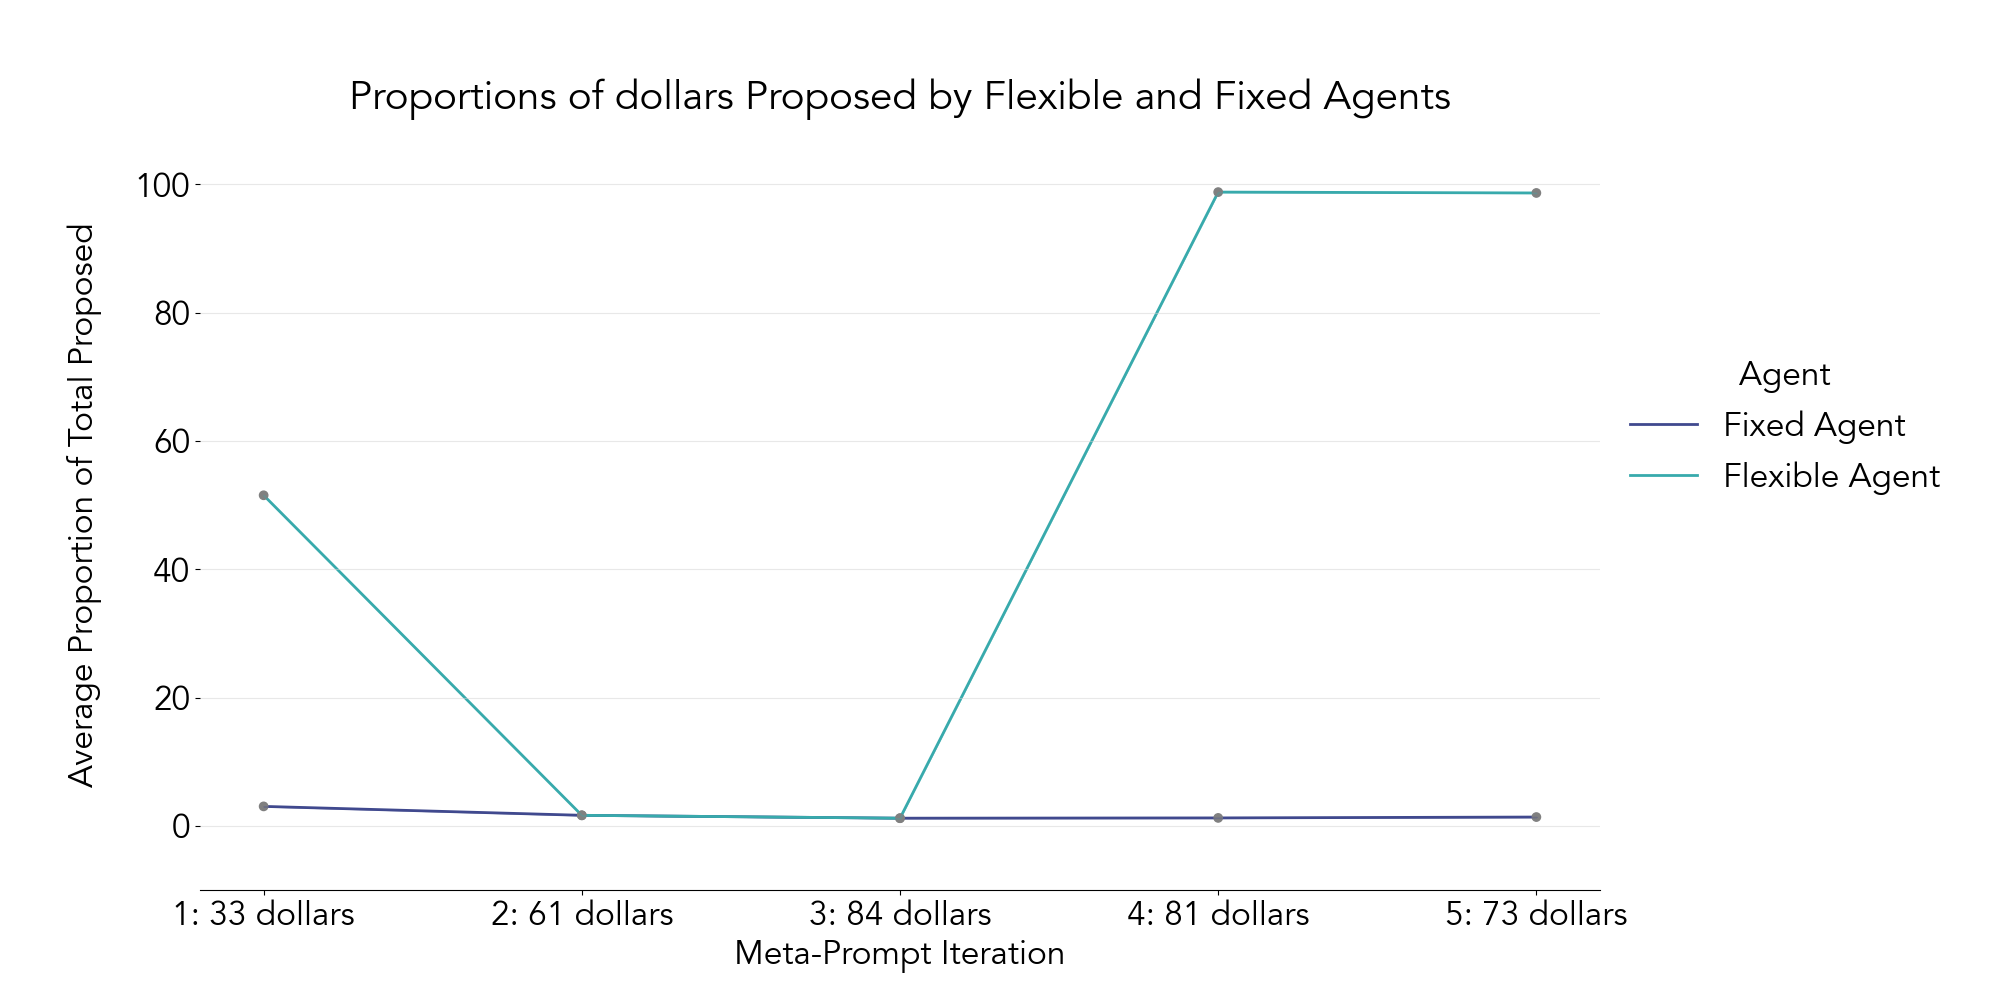 Proportions of dollars Proposed by Flexible and Fixed Agents
Average Proportion of Total Proposed
100
80
60
40
20
0
1: 33 dollars
2: 61 dollars
3: 84 dollars
4: 81 dollars
5: 73 dollars
Meta-Prompt Iteration
Agent
Fixed Agent
Flexible Agent